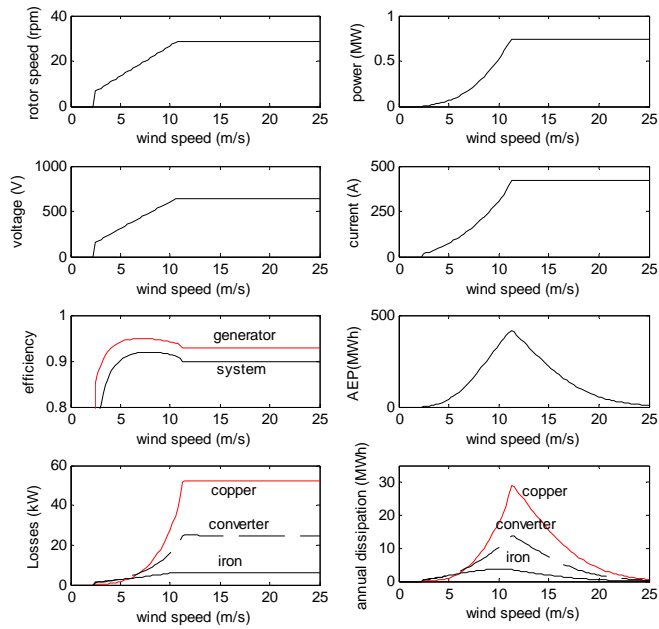 rotor speed (rpm)
40
20
0
0 5 10 15 20 25
wind speed (m/s)
power (MW)
1
0.5
0
0 5 10 15 20 25
wind speed (m/s)
voltage (V)
1000
500
0
0 5 10 15 20 25
wind speed (m/s)
current (A)
500
250
0
0 5 10 15 20 25
wind speed (m/s)
efficiency
1
0.9
0.8
generator
system
0 5 10 15 20 25
wind speed (m/s)
AEP(MWh)
500
0
0 5 10 15 20 25
wind speed (m/s)
Losses (kW)
60
40
20
0
copper
converter
iron
0 5 10 15 20 25
wind speed (m/s)
annual dissipation (MWh)
30
20
10
0
copper
converter
iron
0 5 10 15 20 25
wind speed (m/s)